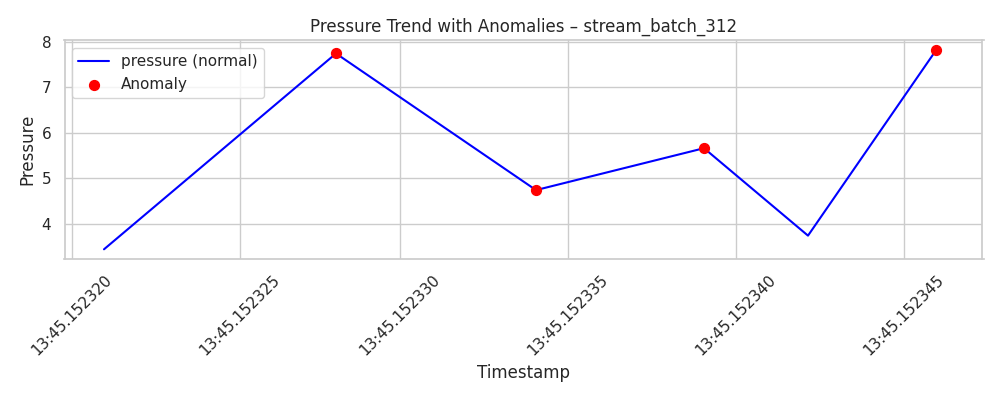 Pressure Trend with Anomalies – stream_batch_312
pressure (normal)
Anomaly
Pressure
8
7
6
5
4
13:45.152320
13:45.152325
13:45.152330
13:45.152335
13:45.152340
13:45.152345
Timestamp